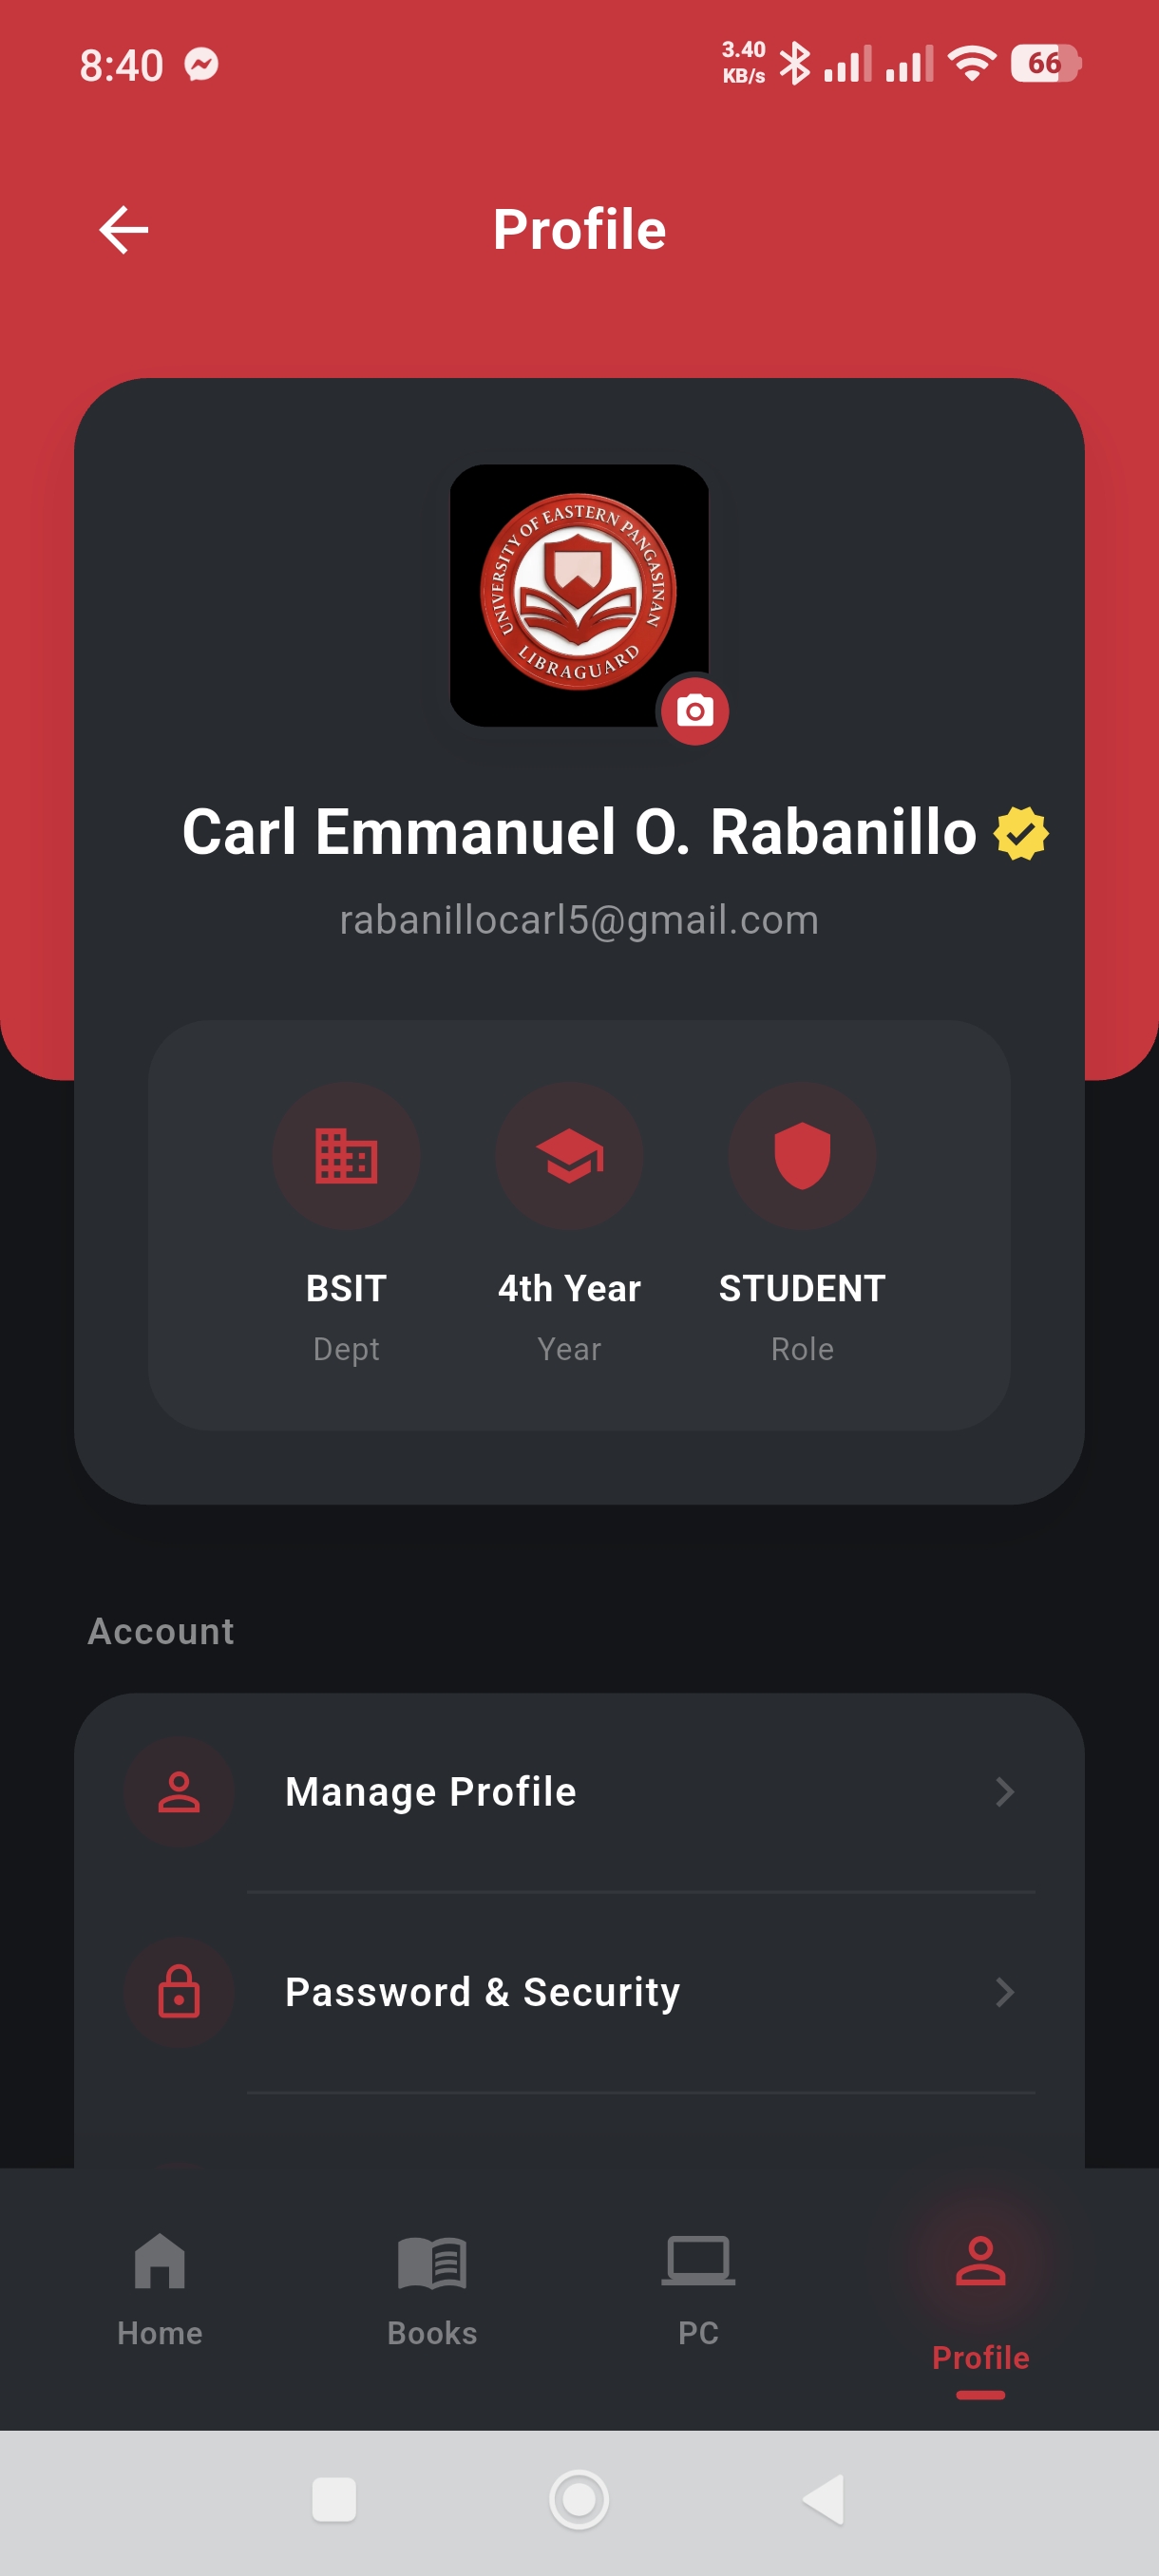 8:40
3.40
KB/s
66
Profile
UNIVERSITY OF EASTERN PANGASINAN
LIBRAGUARD
Carl Emmanuel O. Rabanillo
rabanillocarl5@gmail.com
BSIT
4th Year
STUDENT
Dept
Year
Role
Account
Manage Profile
Password & Security
Home
Books
PC
Profile